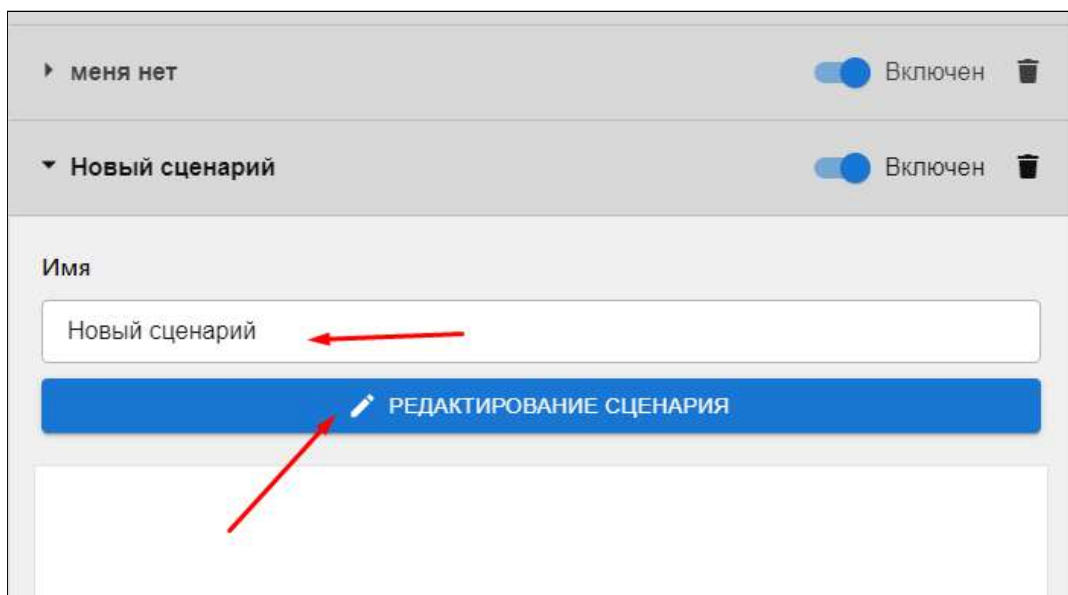 меня нет Включен
Новый сценарий Включен
Имя
Новый сценарий
РЕДАКТИРОВАНИЕ СЦЕНАРИЯ